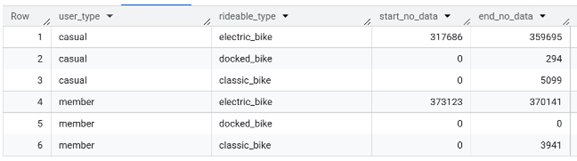 Row user_type rideable_type start_no_data end_no_data
1 casual electric_bike 317686 359695
2 casual docked_bike 0 294
3 casual classic_bike 0 5099
4 member electric_bike 373123 370141
5 member docked_bike 0 0
6 member classic_bike 0 3941